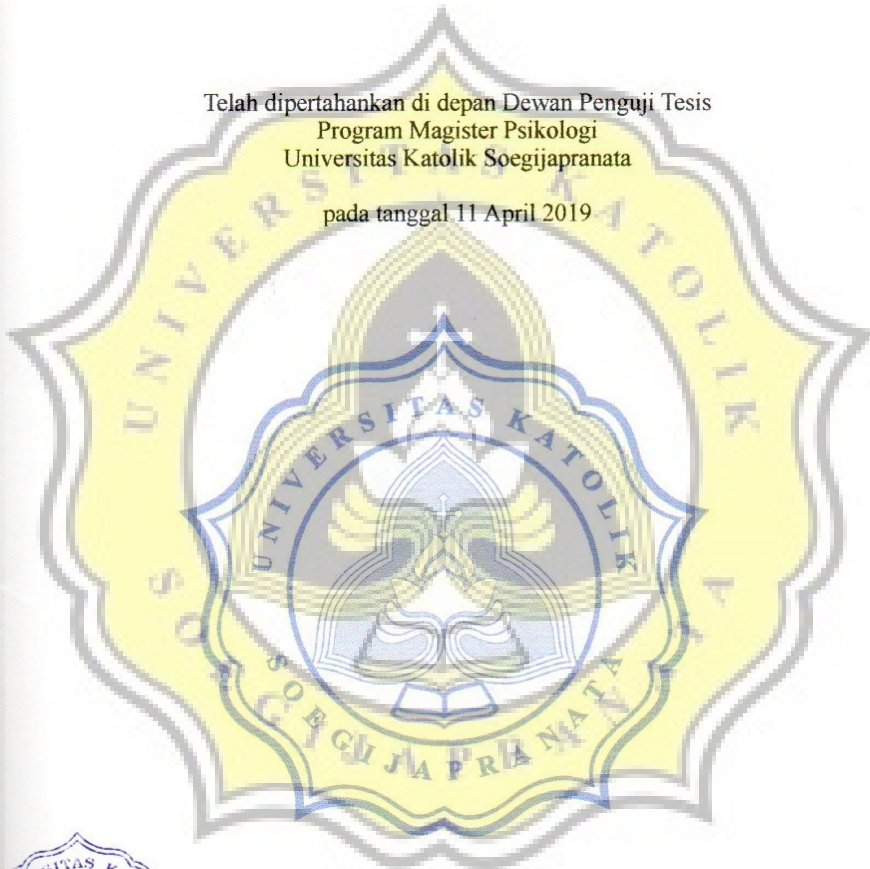 Telah dipertahankan di depan Dewan Penguji Tesis
Program Magister Psikologi
Universitas Katolik Soegijapranata
pada tanggal 11 April 2019
UNIVERSITAS KATOLIK
SOEGIJAPRANATA
UNIVERSITAS KATOLIK
SOEGIJAPRANATA